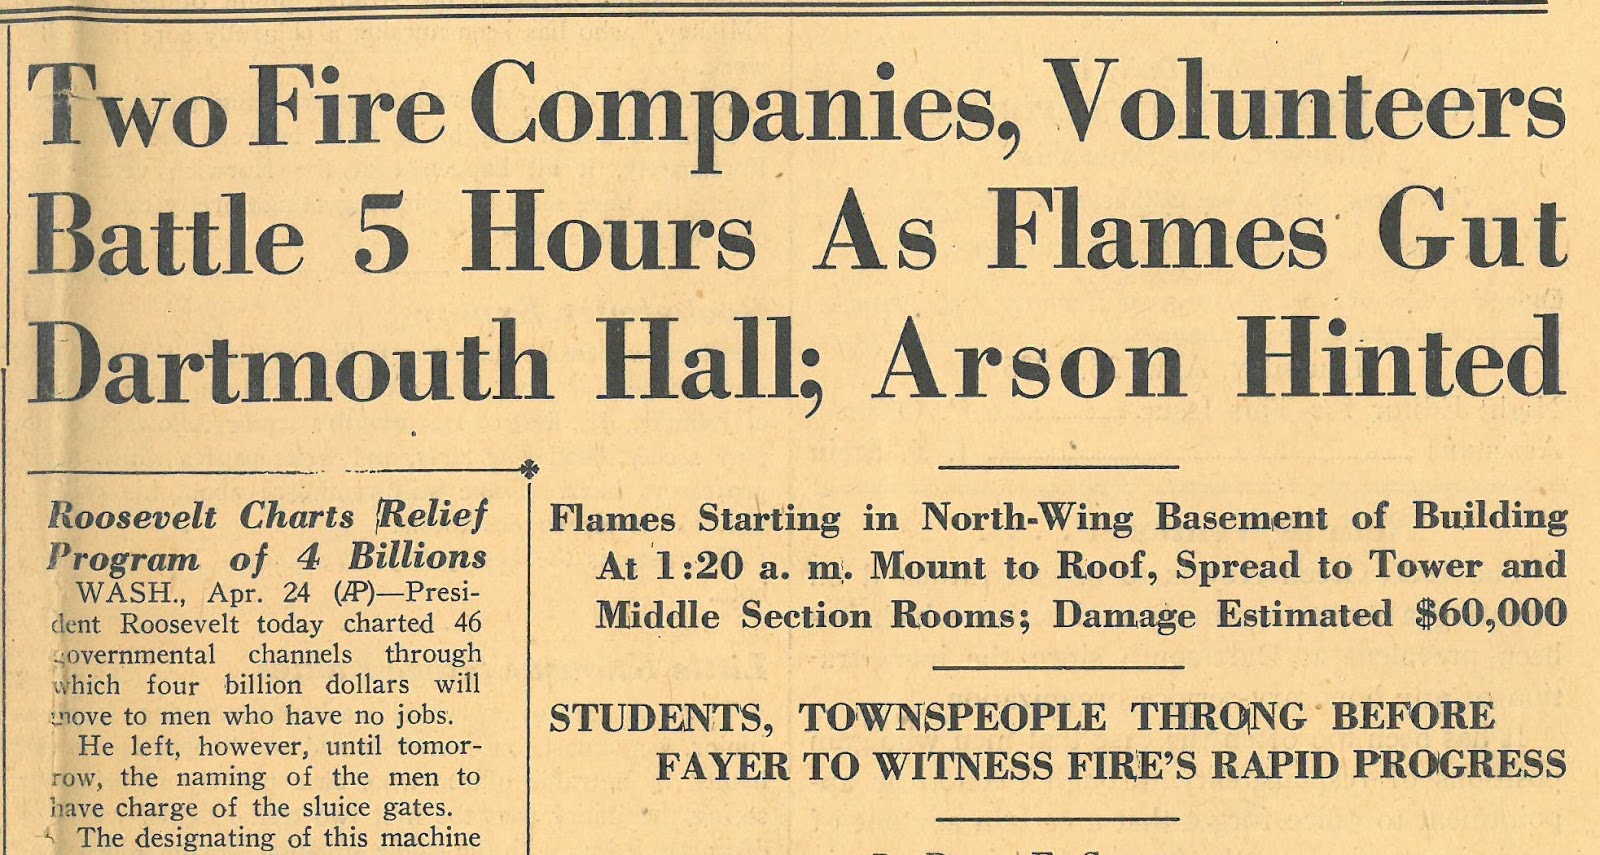 Two Fire Companies, Volunteers
Battle 5 Hours As Flames Gut
Dartmouth Hall; Arson Hinted
Roosevelt Charts Relief
Program of 4 Billions
WASH., Apr. 24 (AP)—Presi-
dent Roosevelt today charted 46
governmental channels through
which four billion dollars will
move to men who have no jobs.
He left, however, until tomor-
row, the naming of the men to
have charge of the sluice gates.
The designating of this machine
Flames Starting in North-Wing Basement of Building
At 1:20 a. m. Mount to Roof, Spread to Tower and
Middle Section Rooms; Damage Estimated $60,000
STUDENTS, TOWNSPEOPLE THRONG BEFORE
FAYER TO WITNESS FIRE'S RAPID PROGRESS